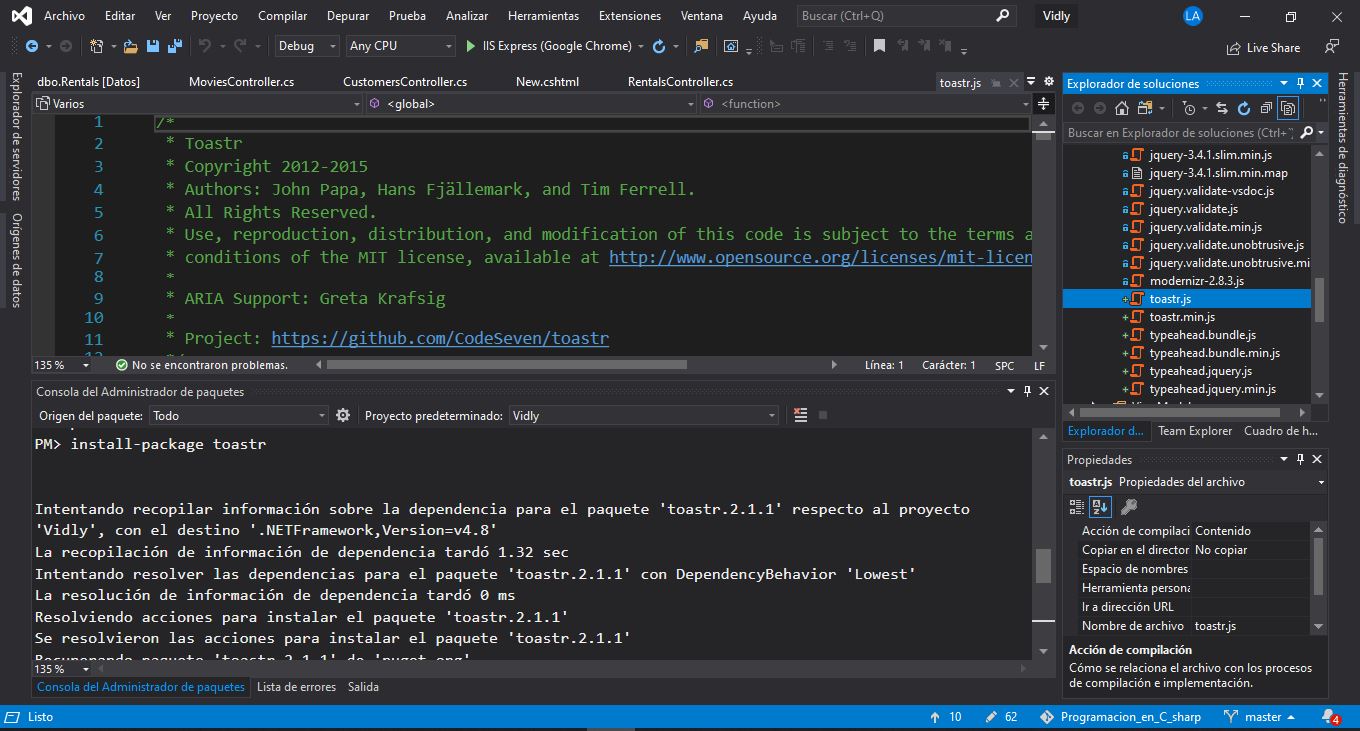 Archivo Editar Ver Proyecto Compilar Depurar Prueba Analizar Herramientas Extensiones Ventana Ayuda Buscar (Ctrl+Q) Vidly LA
Debug Any CPU IIS Express (Google Chrome) Live Share
Explorador de servidores
Orígenes de datos
dbo.Rentals [Datos] MoviesController.cs CustomersController.cs New.cshtml RentalsController.cs toastr.js
Varios <global> <function>
1 /*
2 * Toastr
3 * Copyright 2012-2015
4 * Authors: John Papa, Hans Fjällemark, and Tim Ferrell.
5 * All Rights Reserved.
6 * Use, reproduction, distribution, and modification of this code is subject to the terms a
7 * conditions of the MIT license, available at http://www.opensource.org/licenses/mit-licen
8 *
9 * ARIA Support: Greta Krafsig
10 *
11 * Project: https://github.com/CodeSeven/toastr
12 */
135 % No se encontraron problemas. Línea: 1 Carácter: 1 SPC LF
Consola del Administrador de paquetes
Origen del paquete: Todo Proyecto predeterminado: Vidly
PM> install-package toastr
Intentando recopilar información sobre la dependencia para el paquete 'toastr.2.1.1' respecto al proyecto
'Vidly', con el destino '.NETFramework,Version=v4.8'
La recopilación de información de dependencia tardó 1.32 sec
Intentando resolver las dependencias para el paquete 'toastr.2.1.1' con DependencyBehavior 'Lowest'
La resolución de información de dependencia tardó 0 ms
Resolviendo acciones para instalar el paquete 'toastr.2.1.1'
Se resolvieron las acciones para instalar el paquete 'toastr.2.1.1'
Recuperando paquete 'toastr 2.1.1' de 'nuget.org'
135 %
Consola del Administrador de paquetes Lista de errores Salida
Explorador de soluciones
Buscar en Explorador de soluciones (Ctrl+
jquery-3.4.1.slim.min.js
jquery-3.4.1.slim.min.map
jquery.validate-vsdoc.js
jquery.validate.js
jquery.validate.min.js
jquery.validate.unobtrusive.js
jquery.validate.unobtrusive.mi
modernizr-2.8.3.js
toastr.js
toastr.min.js
typeahead.bundle.js
typeahead.bundle.min.js
typeahead.jquery.js
typeahead.jquery.min.js
Explorador d... Team Explorer Cuadro de h...
Propiedades
toastr.js Propiedades del archivo
Acción de compilaci Contenido
Copiar en el director No copiar
Espacio de nombres
Herramienta persona
Ir a dirección URL
Nombre de archivo toastr.js
Acción de compilación
Cómo se relaciona el archivo con los procesos
de compilación e implementación.
Herramientas de diagnóstico
Listo 10 62 Programacion_en_C_sharp master 4